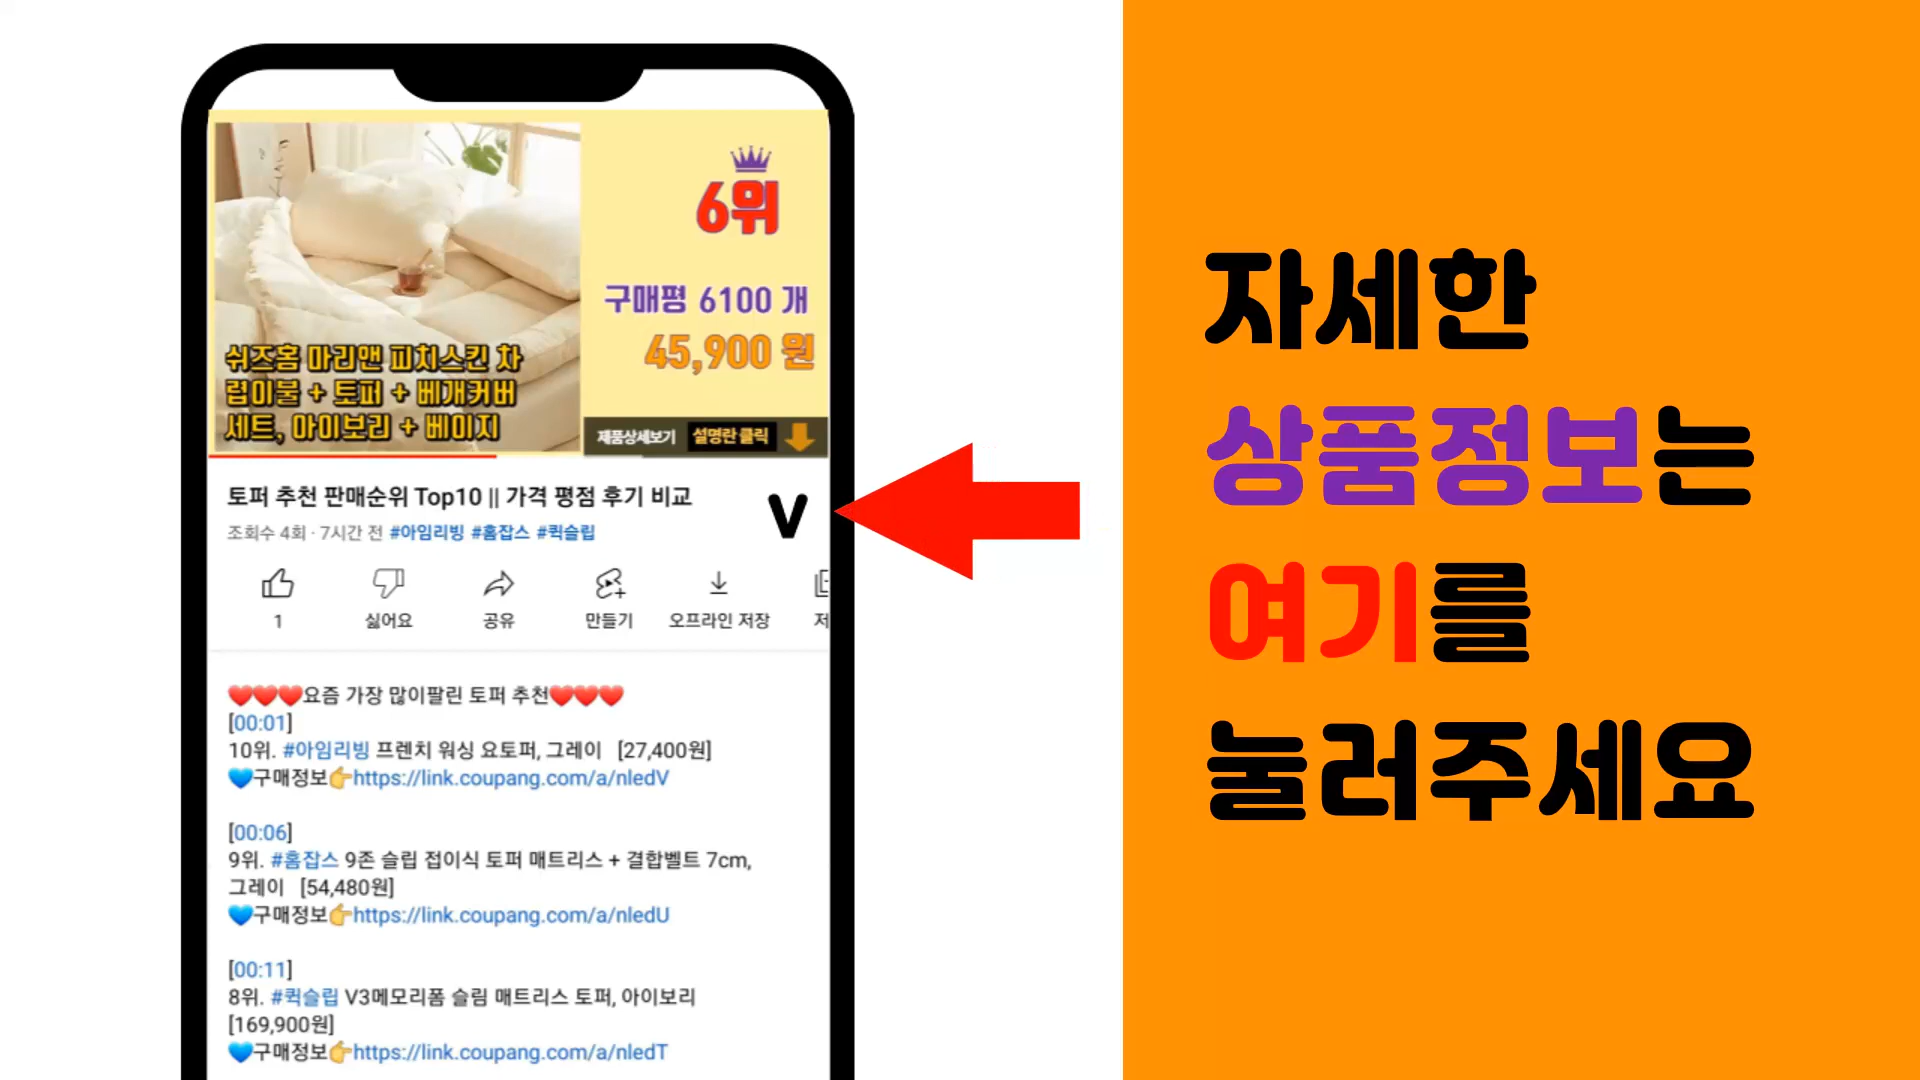 6위
구매평 6100 개
45,900 원
쉬즈홈 마리앤 피치스킨 차
렵이불 + 토퍼 + 베개커버
세트, 아이보리 + 베이지
제품상세보기 설명란 클릭
토퍼 추천 판매순위 Top10 || 가격 평점 후기 비교
V
조회수 4회 · 7시간 전 #아임리빙 #홈잡스 #퀵슬립
1 싫어요 공유 만들기 오프라인 저장 저
❤️❤️❤️요즘 가장 많이팔린 토퍼 추천❤️❤️❤️
[00:01]
10위. #아임리빙 프렌치 워싱 요토퍼, 그레이 [27,400원]
💙구매정보👉https://link.coupang.com/a/nledV
[00:06]
9위. #홈잡스 9존 슬립 접이식 토퍼 매트리스 + 결합벨트 7cm,
그레이 [54,480원]
💙구매정보👉https://link.coupang.com/a/nledU
[00:11]
8위. #퀵슬립 V3메모리폼 슬림 매트리스 토퍼, 아이보리
[169,900원]
💙구매정보👉https://link.coupang.com/a/nledT
자세한
상품정보는
여기를
눌러주세요